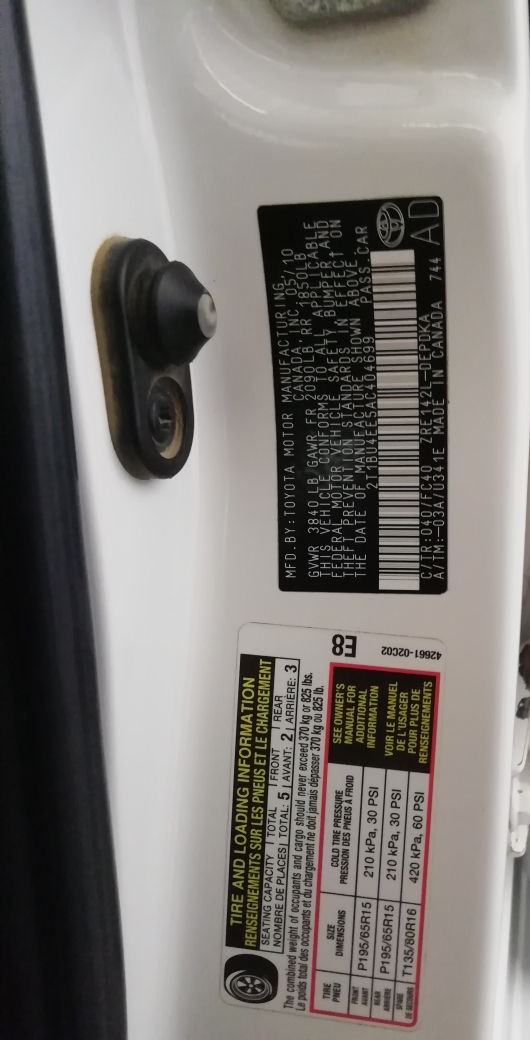 MFD.BY:TOYOTA MOTOR MANUFACTURING,
CANADA, INC. 05/10
GVWR 3840LB GAWR FR 2090LB RR 1850LB
THIS VEHICLE CONFORMS TO ALL APPLICABLE
FEDERAL MOTOR VEHICLE SAFETY, BUMPER AND
THEFT PREVENTION STANDARDS IN EFFECT ON
THE DATE OF MANUFACTURE SHOWN ABOVE.
2T1BU4EE5AC404699 PASS.CAR
C/TR:040/FC40 ZRE142L-DEPDKA
A/TM:-03A/U341E MADE IN CANADA 744
AD
TIRE AND LOADING INFORMATION
RENSEIGNEMENTS SUR LES PNEUS ET LE CHARGEMENT
SEATING CAPACITY | TOTAL | FRONT | REAR
NOMBRE DE PLACES | TOTAL: 5 | AVANT: 2 | ARRIÈRE: 3
The combined weight of occupants and cargo should never exceed 370 kg or 825 lbs.
Le poids total des occupants et du chargement ne doit jamais dépasser 370 kg ou 825 lb.
TIRE PNEU SIZE DIMENSIONS COLD TIRE PRESSURE PRESSION DES PNEUS À FROID
FRONT AVANT P195/65R15 210 kPa, 30 PSI
REAR ARRIÈRE P195/65R15 210 kPa, 30 PSI
SPARE DE SECOURS T135/80R16 420 kPa, 60 PSI
SEE OWNER'S
MANUAL FOR
ADDITIONAL
INFORMATION
VOIR LE MANUEL
DE L'USAGER
POUR PLUS DE
RENSEIGNEMENTS
E8
42661-02C02